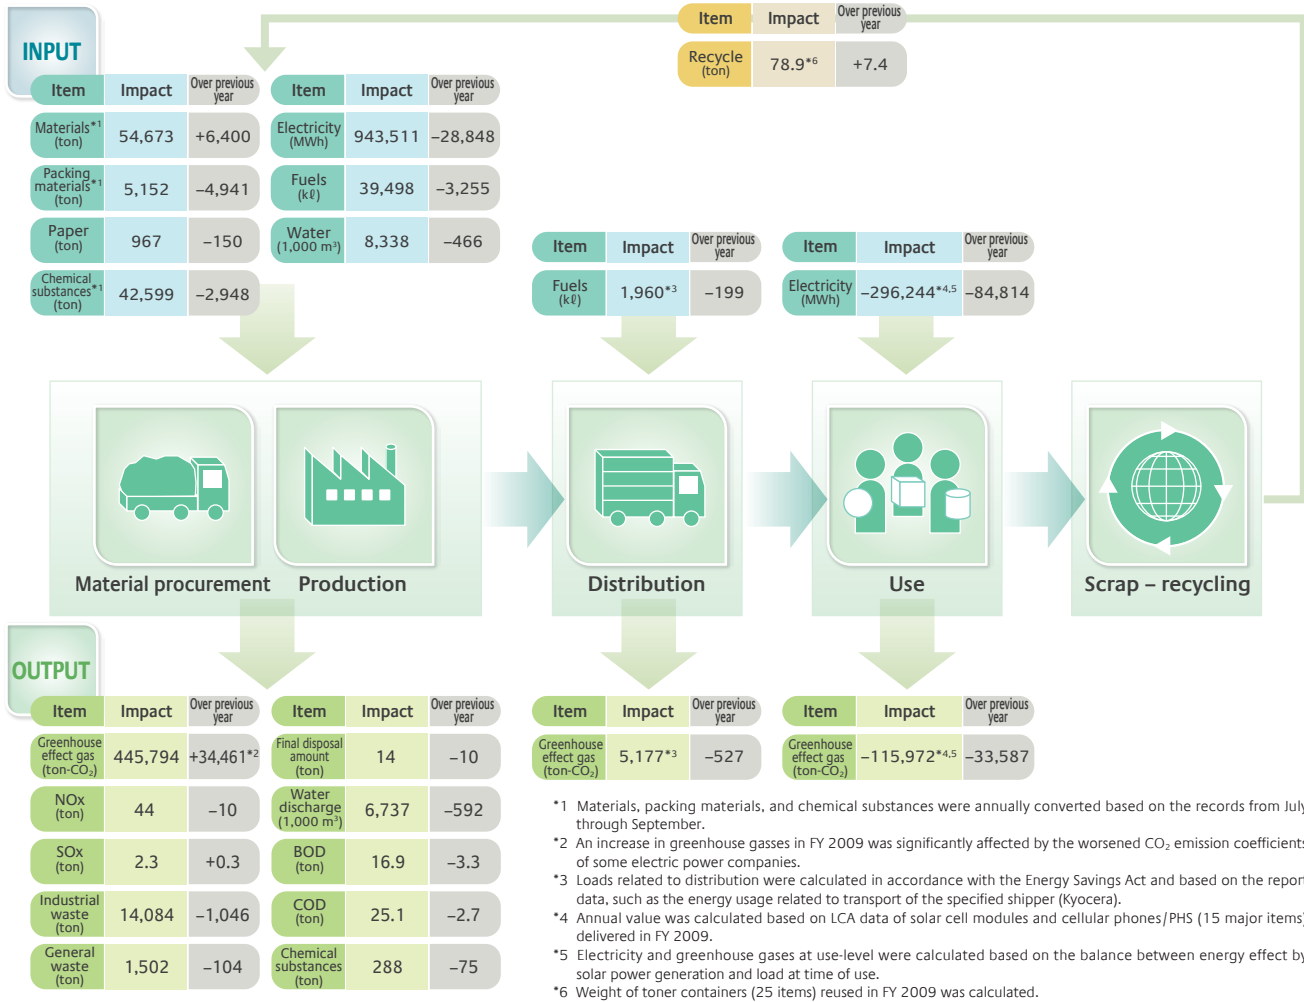 Item Impact Over previous year
Recycle (ton) 78.9*6 +7.4
INPUT
Item Impact Over previous year
Materials*1 (ton) 54,673 +6,400
Packing materials*1 (ton) 5,152 −4,941
Paper (ton) 967 −150
Chemical substances*1 (ton) 42,599 −2,948
Item Impact Over previous year
Electricity (MWh) 943,511 −28,848
Fuels (kℓ) 39,498 −3,255
Water (1,000 m³) 8,338 −466
Item Impact Over previous year
Fuels (kℓ) 1,960*3 −199
Item Impact Over previous year
Electricity (MWh) −296,244*4,5 −84,814
Material procurement
Production
Distribution
Use
Scrap – recycling
OUTPUT
Item Impact Over previous year
Greenhouse effect gas (ton-CO₂) 445,794 +34,461*2
NOx (ton) 44 −10
SOx (ton) 2.3 +0.3
Industrial waste (ton) 14,084 −1,046
General waste (ton) 1,502 −104
Item Impact Over previous year
Final disposal amount (ton) 14 −10
Water discharge (1,000 m³) 6,737 −592
BOD (ton) 16.9 −3.3
COD (ton) 25.1 −2.7
Chemical substances (ton) 288 −75
Item Impact Over previous year
Greenhouse effect gas (ton-CO₂) 5,177*3 −527
Item Impact Over previous year
Greenhouse effect gas (ton-CO₂) −115,972*4,5 −33,587
*1 Materials, packing materials, and chemical substances were annually converted based on the records from July
through September.
*2 An increase in greenhouse gasses in FY 2009 was significantly affected by the worsened CO₂ emission coefficients
of some electric power companies.
*3 Loads related to distribution were calculated in accordance with the Energy Savings Act and based on the report
data, such as the energy usage related to transport of the specified shipper (Kyocera).
*4 Annual value was calculated based on LCA data of solar cell modules and cellular phones/PHS (15 major items)
delivered in FY 2009.
*5 Electricity and greenhouse gases at use-level were calculated based on the balance between energy effect by
solar power generation and load at time of use.
*6 Weight of toner containers (25 items) reused in FY 2009 was calculated.